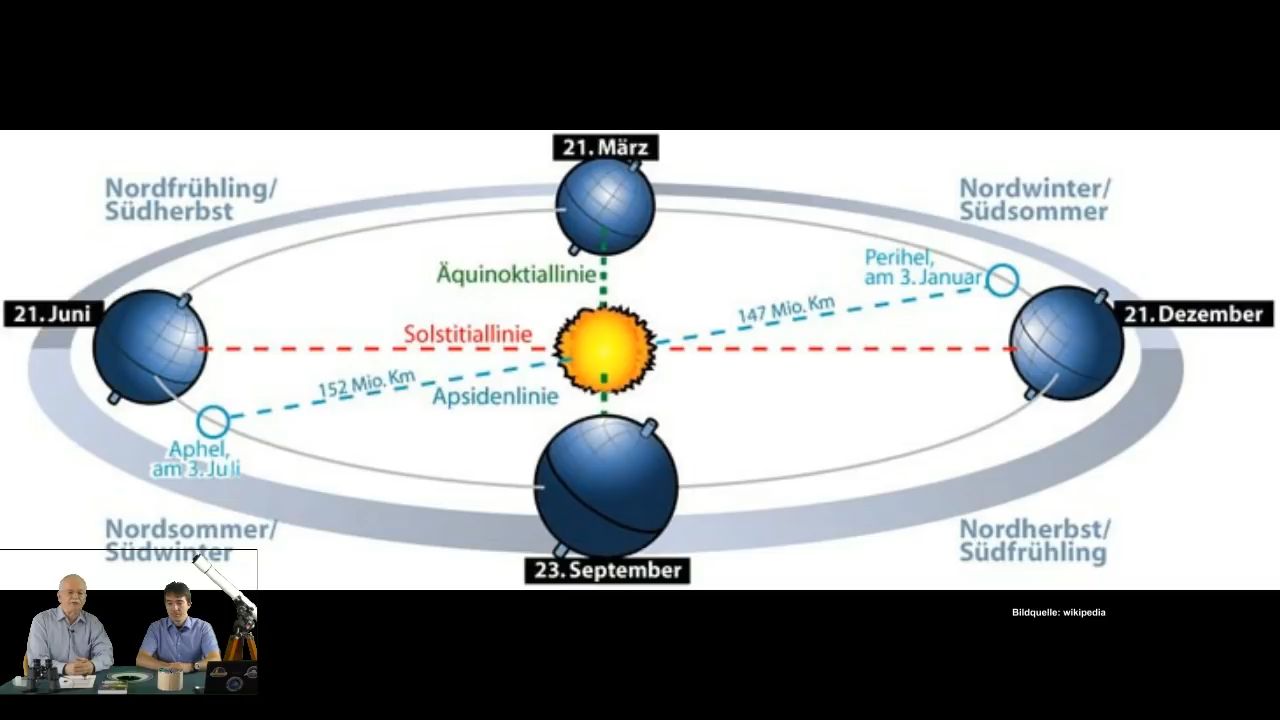 21. März
Nordfrühling/
Südherbst
Nordwinter/
Südsommer
Perihel,
am 3. Januar
Äquinoktiallinie
21. Juni
21. Dezember
147 Mio. Km
Solstitiallinie
152 Mio. Km
Apsidenlinie
Aphel,
am 3. Juli
Nordsommer/
Südwinter
Nordherbst/
Südfrühling
23. September
Bildquelle: wikipedia